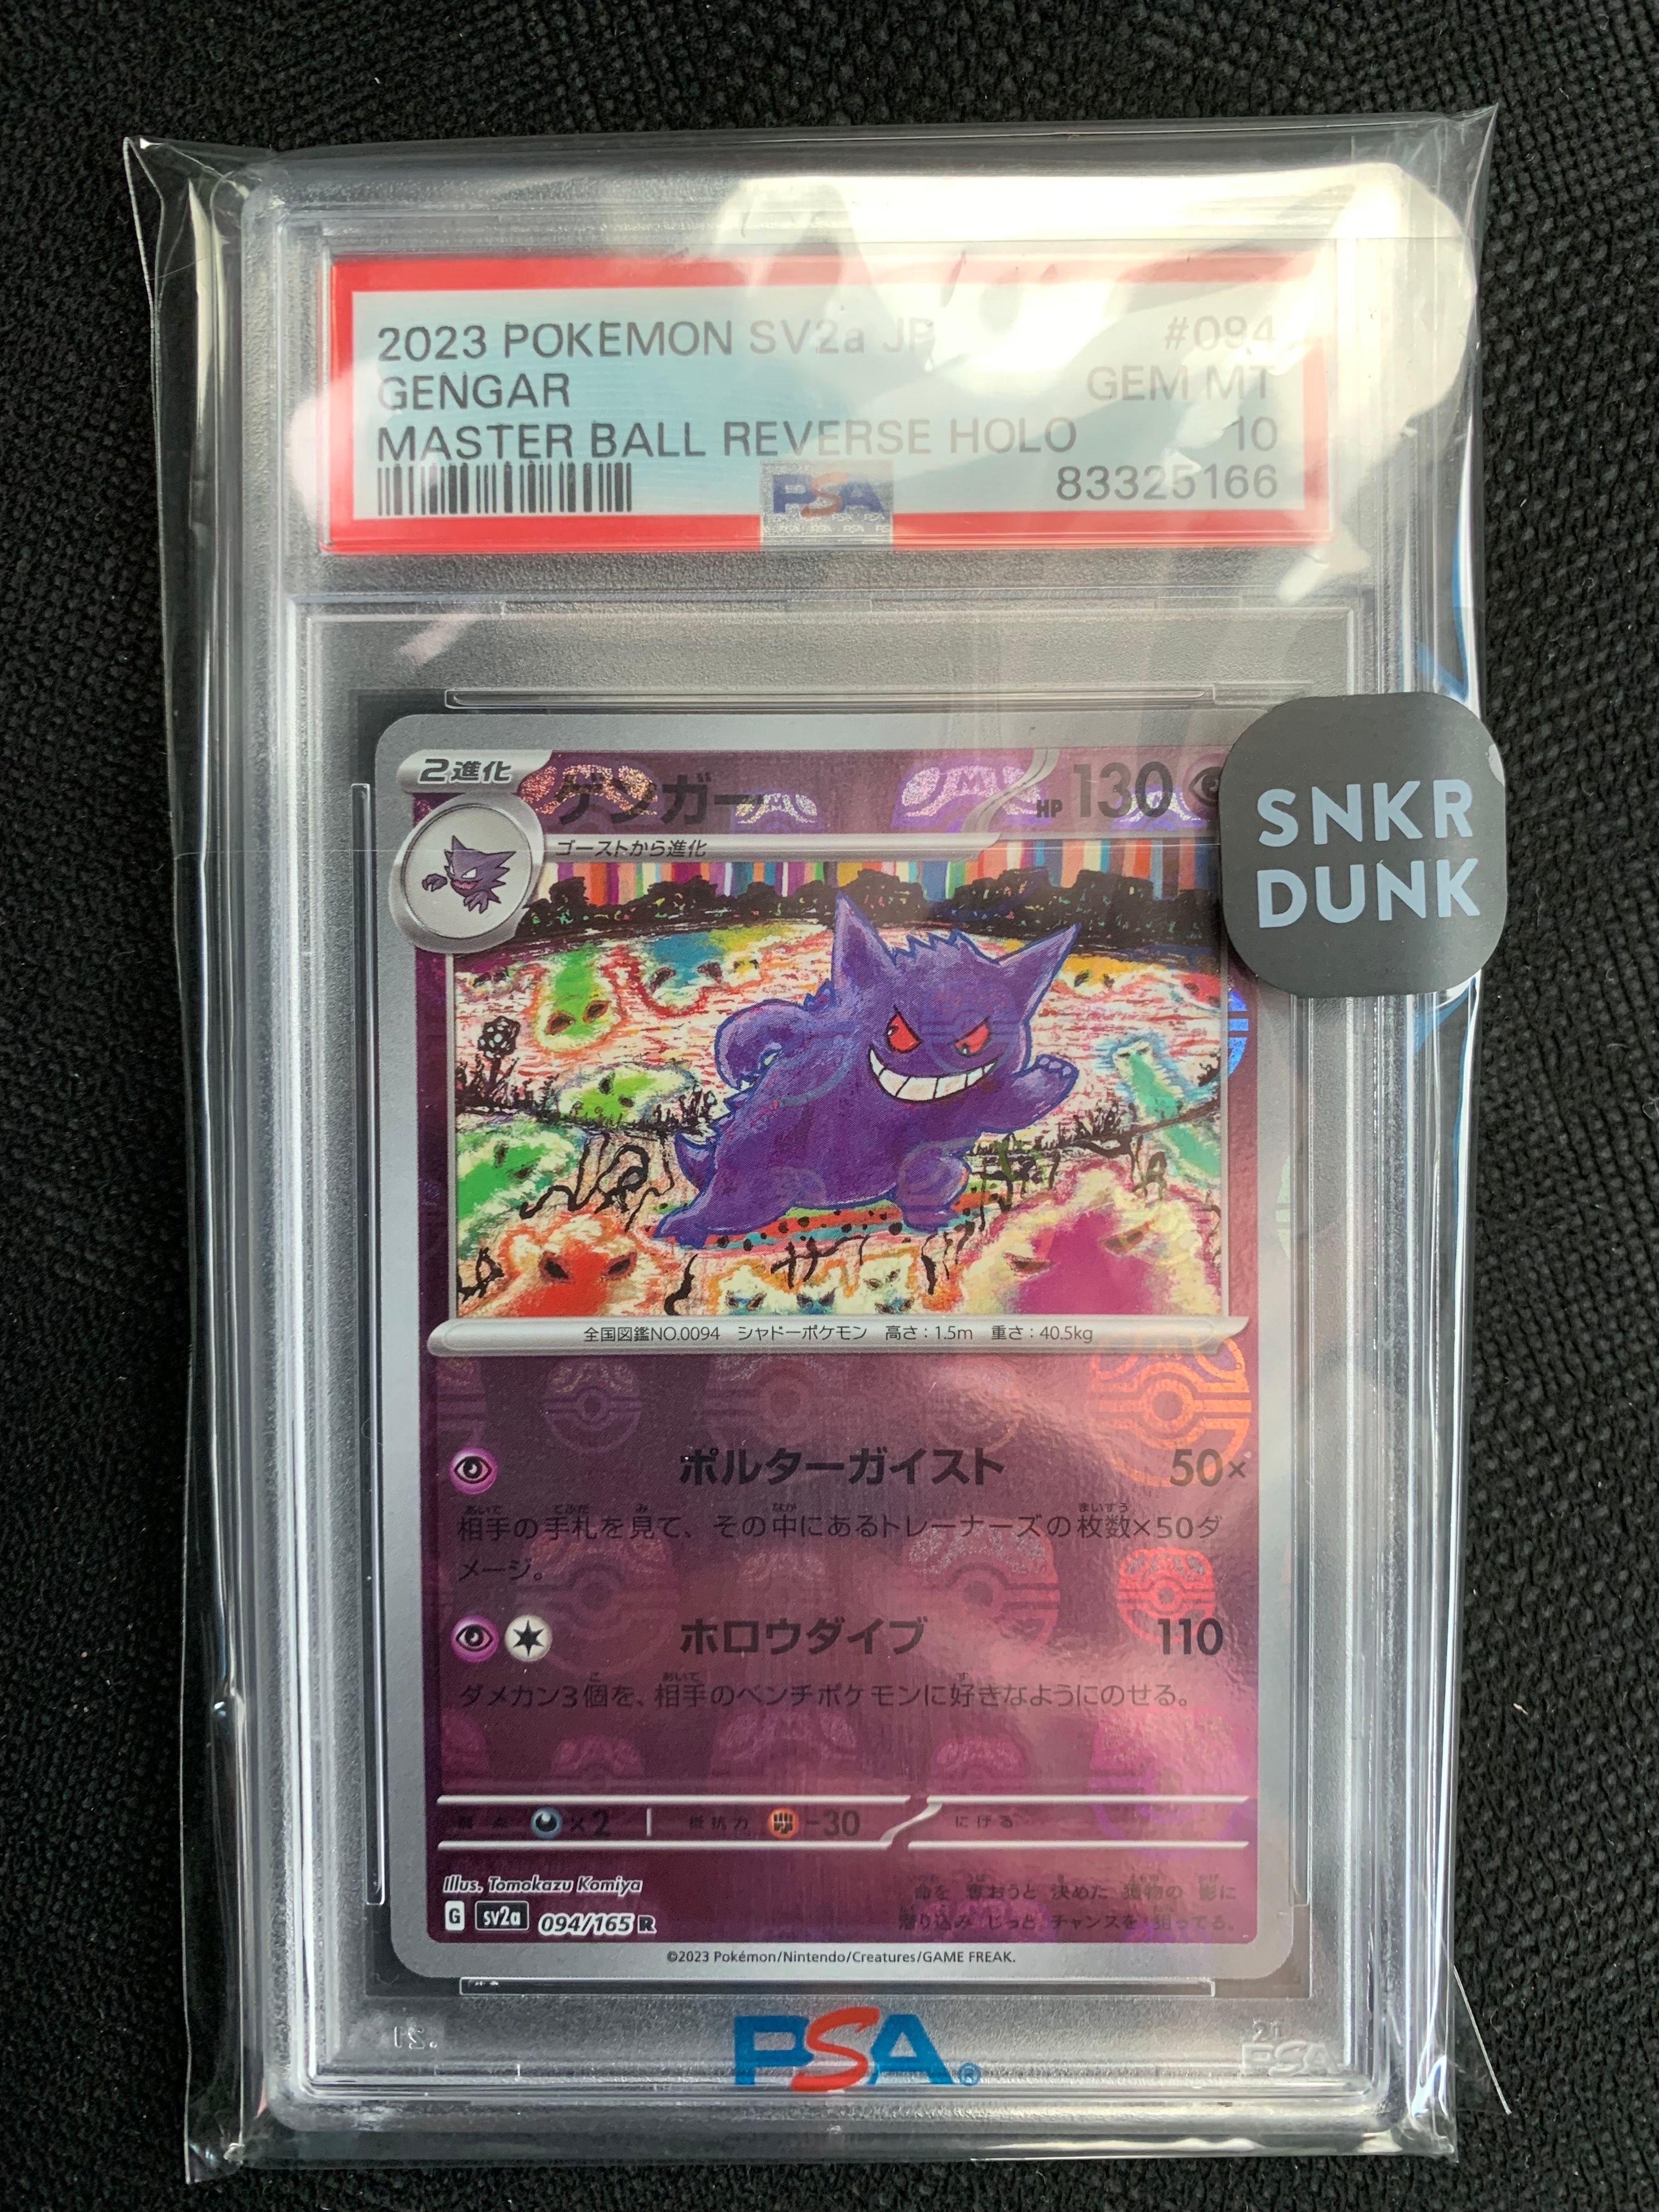 2023 POKEMON SV2a JP #094
GENGAR GEM MT
MASTER BALL REVERSE HOLO 10
83325166
PSA
2進化 ゲンガー HP 130
ゴーストから進化
SNKR
DUNK
全国図鑑NO.0094 シャドーポケモン 高さ:1.5m 重さ:40.5kg
ポルターガイスト 50×
相手の手札を見て、その中にあるトレーナーズの枚数×50ダ
メージ。
ホロウダイブ 110
ダメカン3個を、相手のベンチポケモンに好きなようにのせる。
弱点 ×2 抵抗力 -30 にげる
Illus. Tomokazu Komiya
命を 奪おうと 決めた 獲物の 影に
G sv2a 094/165 R
潜り込み じっと チャンスを 狙ってる。
©2023 Pokémon/Nintendo/Creatures/GAME FREAK.
PSA®
PSA